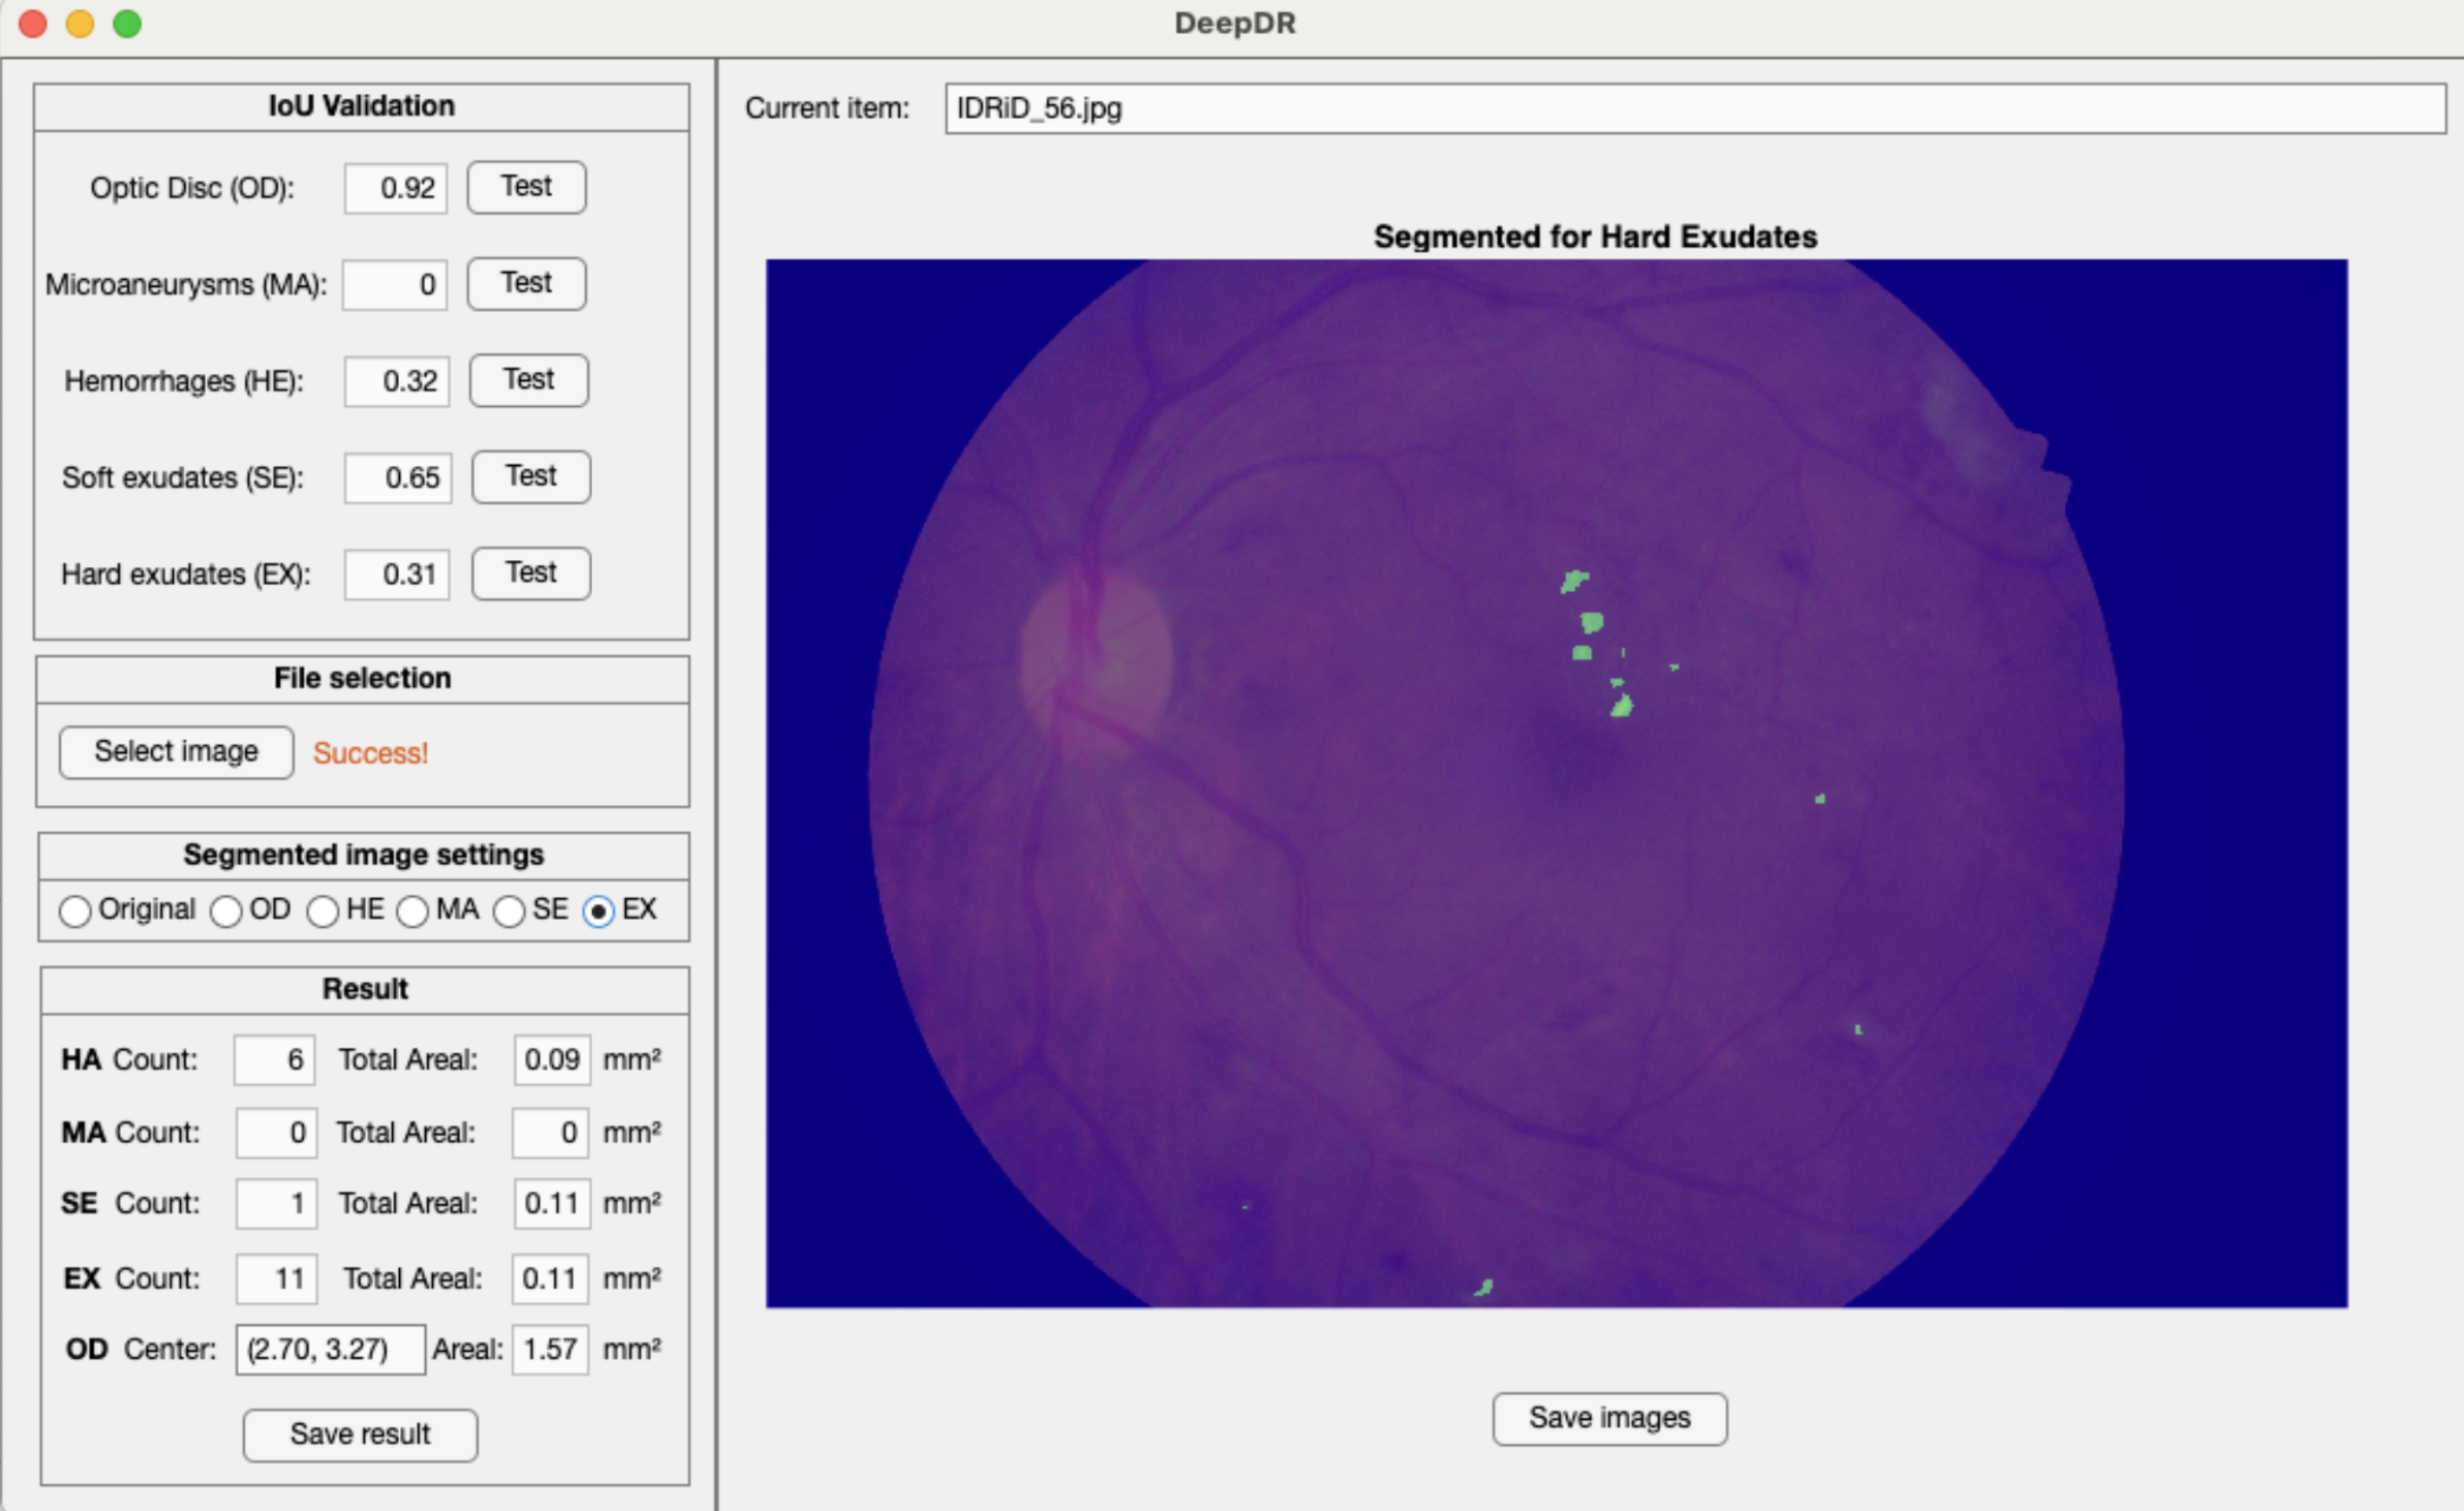 DeepDR
IoU Validation
Optic Disc (OD): 0.92 Test
Microaneurysms (MA): 0 Test
Hemorrhages (HE): 0.32 Test
Soft exudates (SE): 0.65 Test
Hard exudates (EX): 0.31 Test
File selection
Select image Success!
Segmented image settings
Original OD HE MA SE EX
Result
HA Count: 6 Total Areal: 0.09 mm²
MA Count: 0 Total Areal: 0 mm²
SE Count: 1 Total Areal: 0.11 mm²
EX Count: 11 Total Areal: 0.11 mm²
OD Center: (2.70, 3.27) Areal: 1.57 mm²
Save result
Current item: IDRiD_56.jpg
Segmented for Hard Exudates
Save images